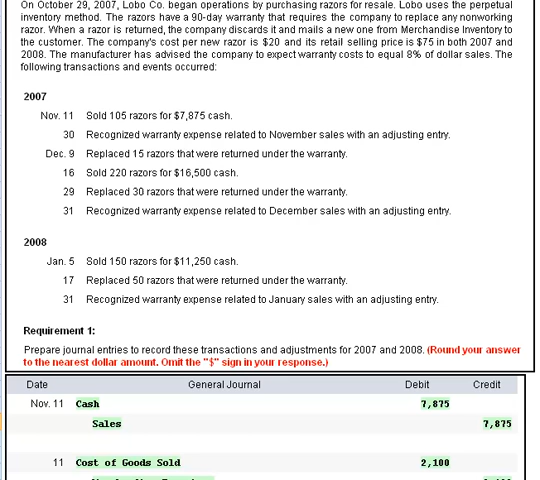 On October 29, 2007, Lobo Co. began operations by purchasing razors for resale. Lobo uses the perpetual
inventory method. The razors have a 90-day warranty that requires the company to replace any nonworking
razor. When a razor is returned, the company discards it and mails a new one from Merchandise Inventory to
the customer. The company's cost per new razor is $20 and its retail selling price is $75 in both 2007 and
2008. The manufacturer has advised the company to expect warranty costs to equal 8% of dollar sales. The
following transactions and events occurred:
2007
Nov. 11 Sold 105 razors for $7,875 cash.
30 Recognized warranty expense related to November sales with an adjusting entry.
Dec. 9 Replaced 15 razors that were returned under the warranty.
16 Sold 220 razors for $16,500 cash.
29 Replaced 30 razors that were returned under the warranty.
31 Recognized warranty expense related to December sales with an adjusting entry.
2008
Jan. 5 Sold 150 razors for $11,250 cash.
17 Replaced 50 razors that were returned under the warranty.
31 Recognized warranty expense related to January sales with an adjusting entry.
Requirement 1:
Prepare journal entries to record these transactions and adjustments for 2007 and 2008. (Round your answer
to the nearest dollar amount. Omit the "$" sign in your response.)
Date General Journal Debit Credit
Nov. 11 Cash 7,875
Sales 7,875
11 Cost of Goods Sold 2,100